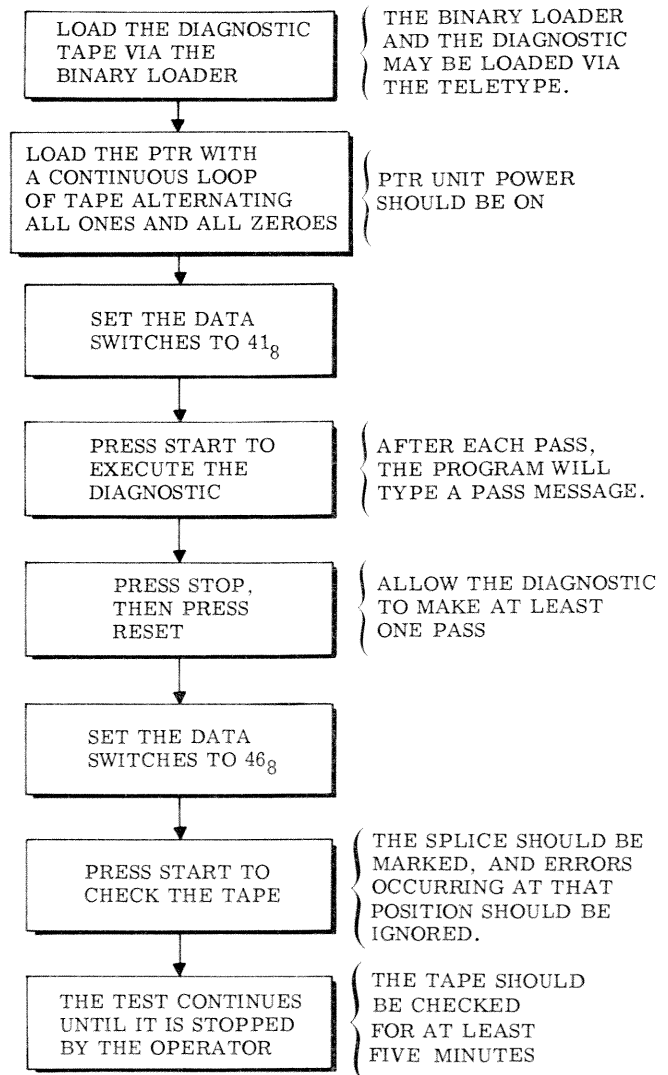 LOAD THE DIAGNOSTIC
TAPE VIA THE
BINARY LOADER
THE BINARY LOADER
AND THE DIAGNOSTIC
MAY BE LOADED VIA
THE TELETYPE.
LOAD THE PTR WITH
A CONTINUOUS LOOP
OF TAPE ALTERNATING
ALL ONES AND ALL ZEROES
PTR UNIT POWER
SHOULD BE ON
SET THE DATA
SWITCHES TO 41₈
PRESS START TO
EXECUTE THE
DIAGNOSTIC
AFTER EACH PASS,
THE PROGRAM WILL
TYPE A PASS MESSAGE.
PRESS STOP,
THEN PRESS
RESET
ALLOW THE DIAGNOSTIC
TO MAKE AT LEAST
ONE PASS
SET THE DATA
SWITCHES TO 46₈
PRESS START TO
CHECK THE TAPE
THE SPLICE SHOULD BE
MARKED, AND ERRORS
OCCURRING AT THAT
POSITION SHOULD BE
IGNORED.
THE TEST CONTINUES
UNTIL IT IS STOPPED
BY THE OPERATOR
THE TAPE SHOULD
BE CHECKED
FOR AT LEAST
FIVE MINUTES